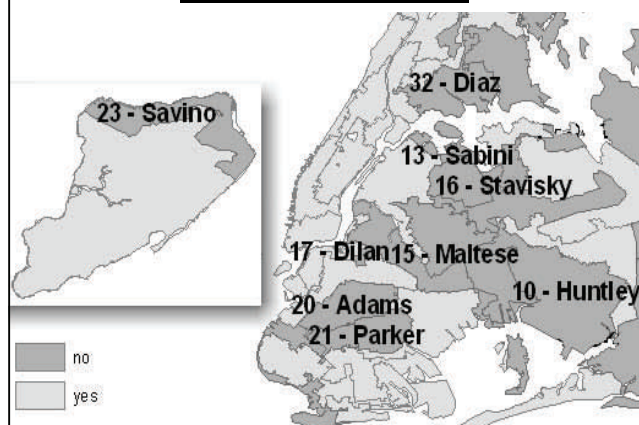 32 - Diaz
23 - Savino
13 - Sabini
16 - Stavisky
17 - Dilan
15 - Maltese
10 - Huntley
20 - Adams
21 - Parker
no
yes